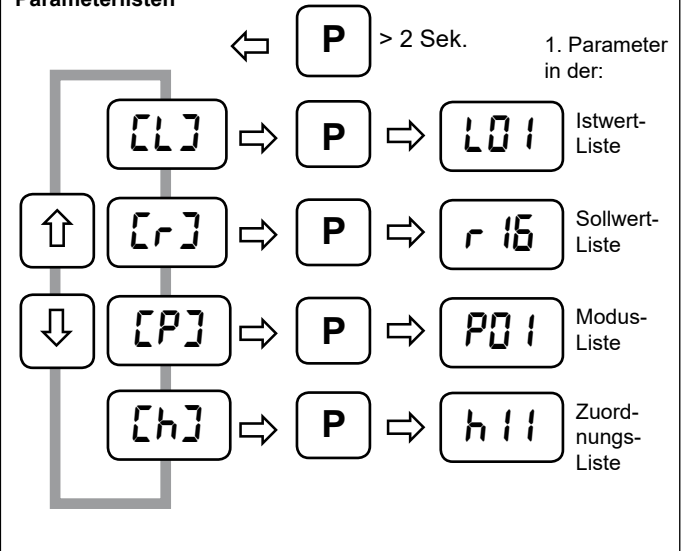 Parameterlisten
P > 2 Sek.
1. Parameter
in der:
[L] P L01 Istwert-
Liste
[r] P r16 Sollwert-
Liste
[P] P P01 Modus-
Liste
[h] P h11 Zuord-
nungs-
Liste